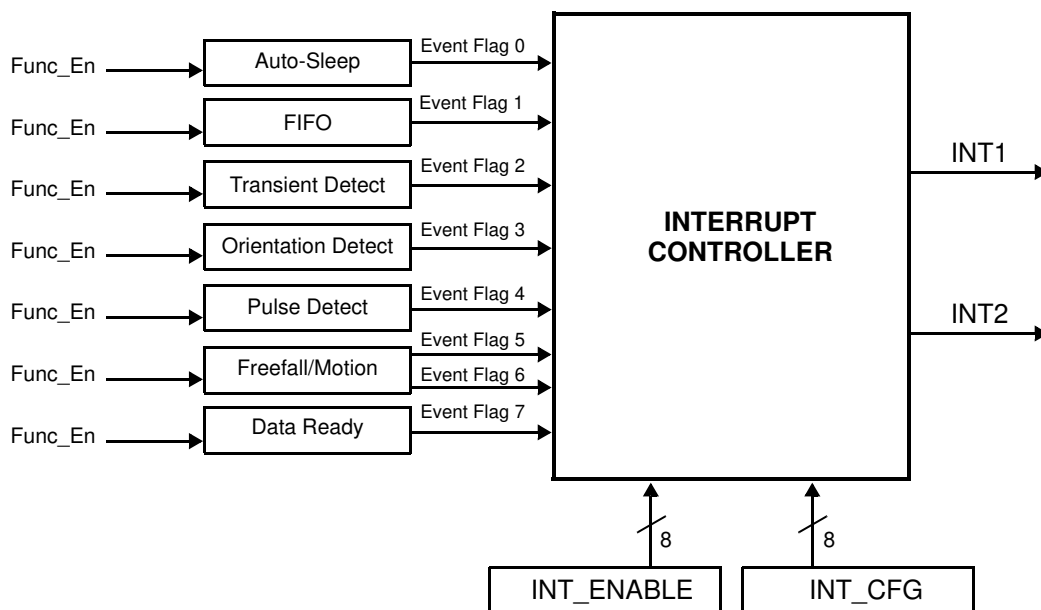 Func_En
Auto-Sleep
Event Flag 0
Func_En
FIFO
Event Flag 1
Func_En
Transient Detect
Event Flag 2
Func_En
Orientation Detect
Event Flag 3
Func_En
Pulse Detect
Event Flag 4
Func_En
Freefall/Motion
Event Flag 5
Event Flag 6
Func_En
Data Ready
Event Flag 7
INTERRUPT
CONTROLLER
INT1
INT2
8
8
INT_ENABLE
INT_CFG